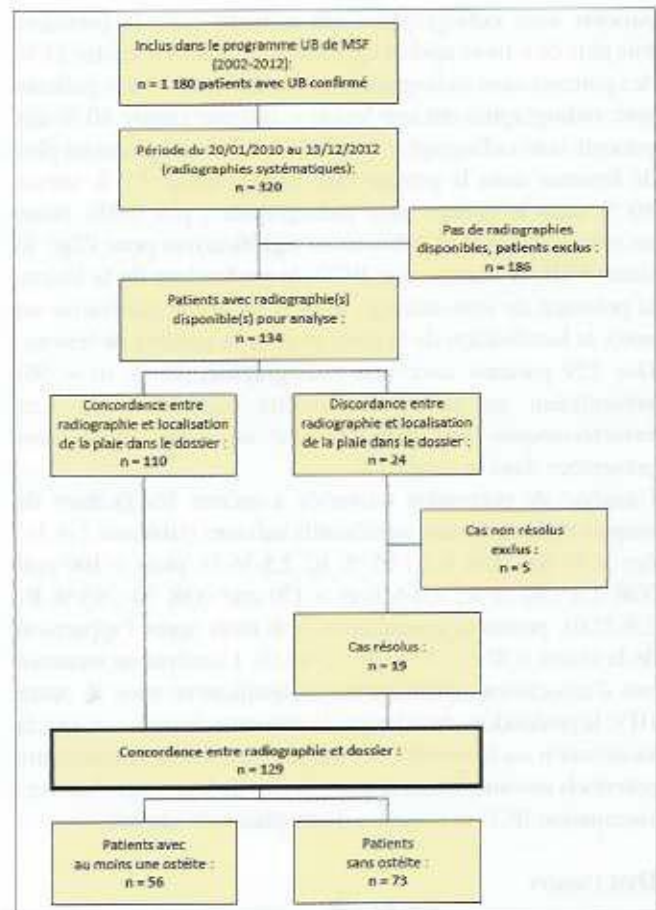 Inclus dans le programme UB de MSF
(2002-2012):
n = 1 180 patients avec UB confirmé
Période du 20/01/2010 au 13/12/2012
(radiographies systématiques):
n = 320
Pas de radiographies
disponibles, patients exclus :
n = 186
Patients avec radiographie(s)
disponible(s) pour analyse :
n = 134
Concordance entre
radiographie et localisation
de la plaie dans le dossier :
n = 110
Discordance entre
radiographie et localisation
de la plaie dans le dossier :
n = 24
Cas non résolus
exclus :
n = 5
Cas résolus :
n = 19
Concordance entre radiographie et dossier :
n = 129
Patients avec
au moins une ostéite :
n = 56
Patients
sans ostéite :
n = 73